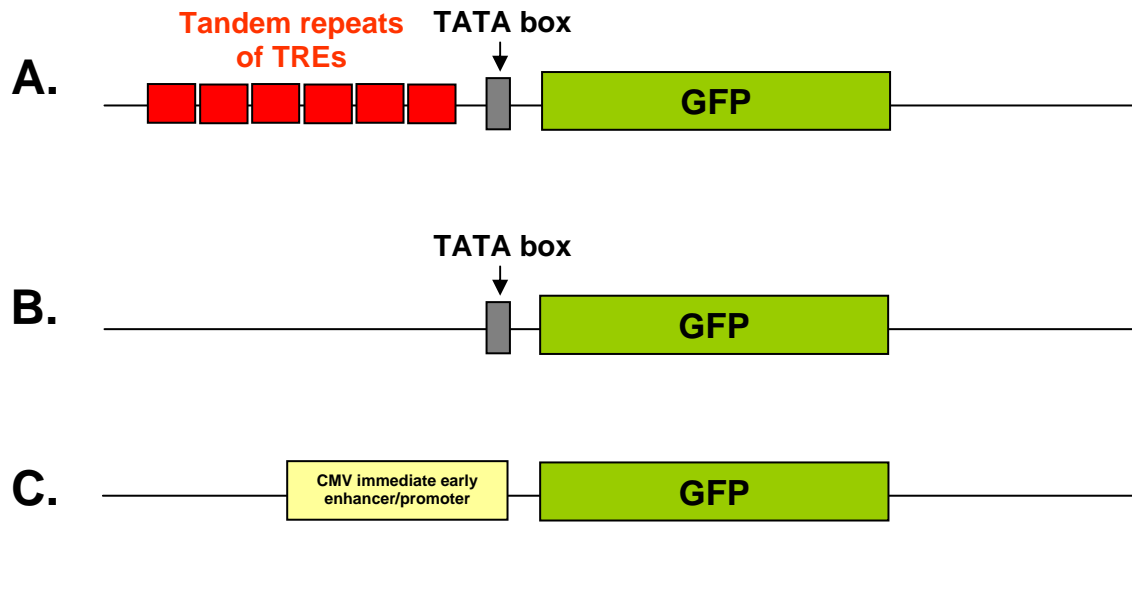 Tandem repeats
of TREs
TATA box
A.
GFP
TATA box
B.
GFP
C.
CMV immediate early
enhancer/promoter
GFP